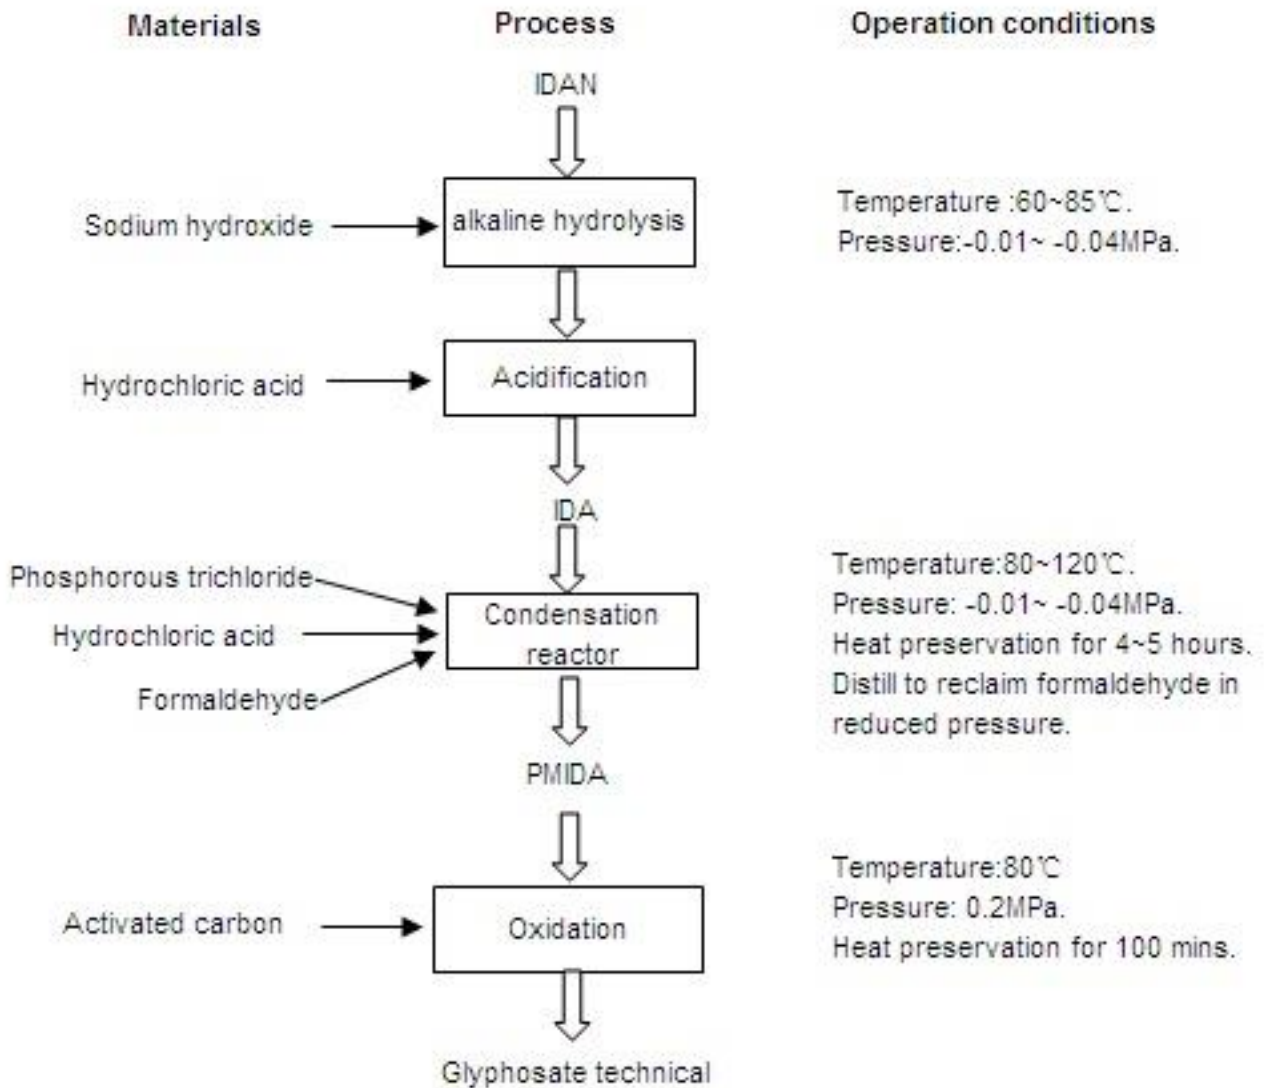 Materials
Process
Operation conditions
IDAN
Sodium hydroxide
alkaline hydrolysis
Temperature :60~85℃.
Pressure:-0.01~ -0.04MPa.
Hydrochloric acid
Acidification
IDA
Phosphorous trichloride
Hydrochloric acid
Formaldehyde
Condensation
reactor
Temperature:80~120℃.
Pressure: -0.01~ -0.04MPa.
Heat preservation for 4~5 hours.
Distill to reclaim formaldehyde in
reduced pressure.
PMIDA
Activated carbon
Oxidation
Temperature:80℃
Pressure: 0.2MPa.
Heat preservation for 100 mins.
Glyphosate technical